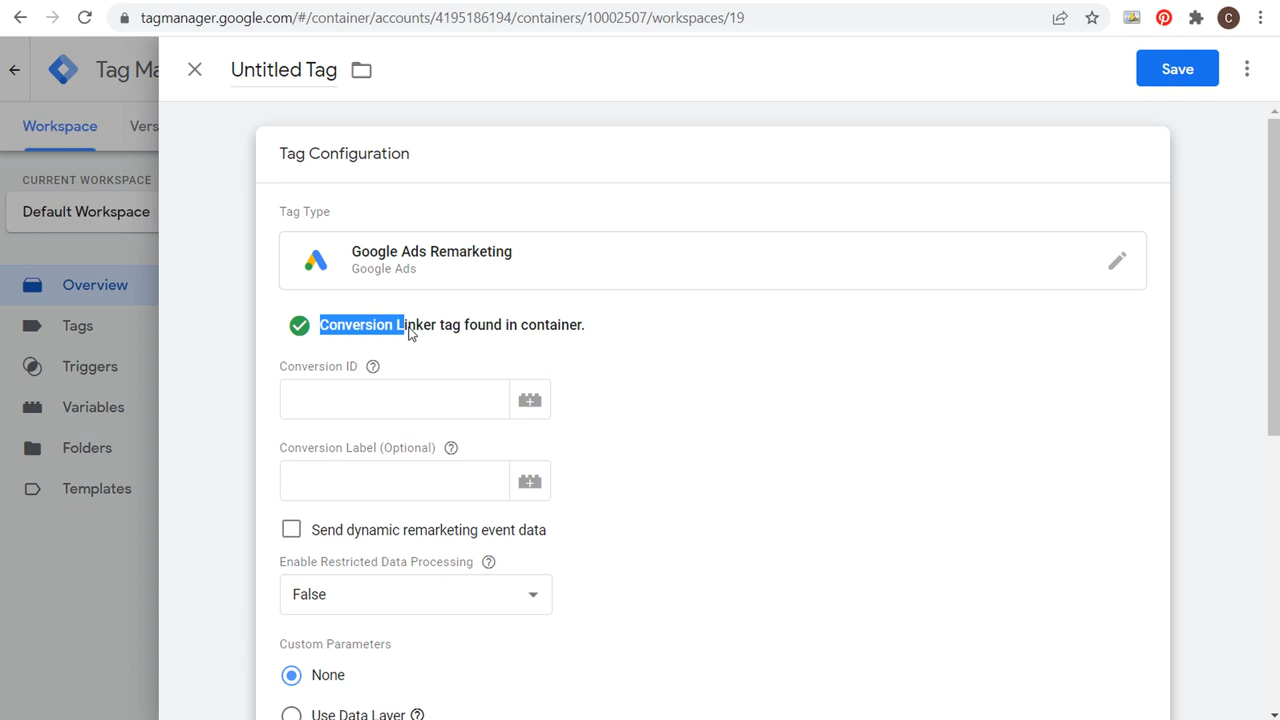 tagmanager.google.com/#/container/accounts/4195186194/containers/10002507/workspaces/19
C
Tag Ma
Untitled Tag
Save
Workspace
Vers
Tag Configuration
CURRENT WORKSPACE
Default Workspace
Tag Type
Google Ads Remarketing
Google Ads
Overview
Conversion Linker tag found in container.
Tags
Conversion ID
Triggers
Variables
Conversion Label (Optional)
Folders
Templates
Send dynamic remarketing event data
Enable Restricted Data Processing
False
Custom Parameters
None
Use Data Layer